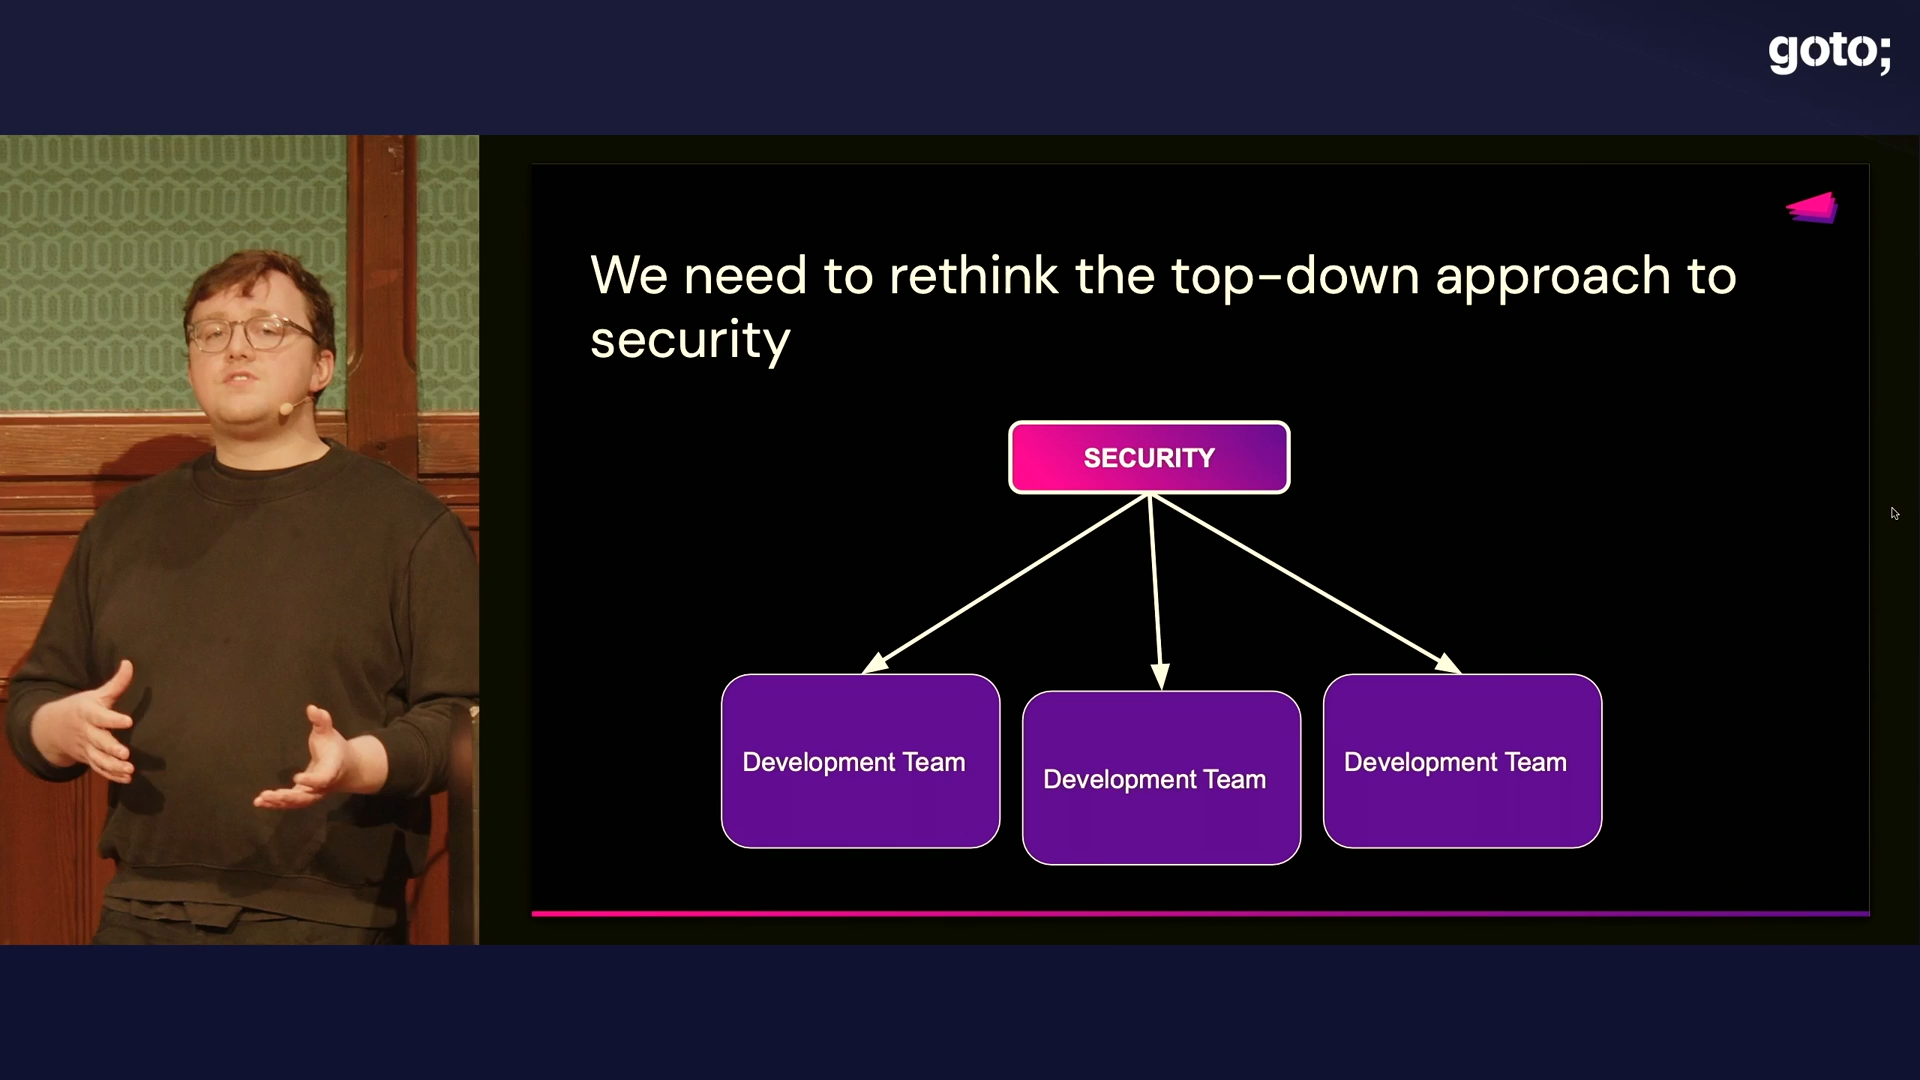 goto;
We need to rethink the top-down approach to
security
SECURITY
Development Team
Development Team
Development Team